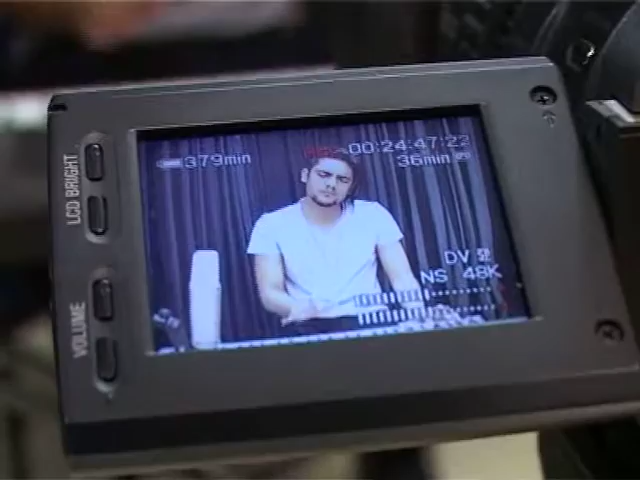 LCD BRIGHT
VOLUME
379min
00:24:47:22
36min
DV
NS 48K